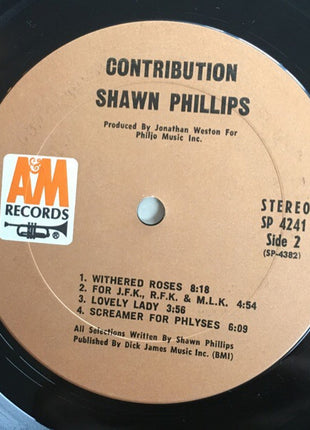 CONTRIBUTION
SHAWN PHILLIPS
Produced By Jonathan Weston For
Philjo Music Inc.
A&M
RECORDS
®
STEREO
SP 4241
Side 2
(SP-4382)
1. WITHERED ROSES 8:18
2. FOR J.F.K., R.F.K. & M.L.K. 4:54
3. LOVELY LADY 3:56
4. SCREAMER FOR PHLYSES 6:09
All Selections Written By Shawn Phillips
Published By Dick James Music Inc. (BMI)